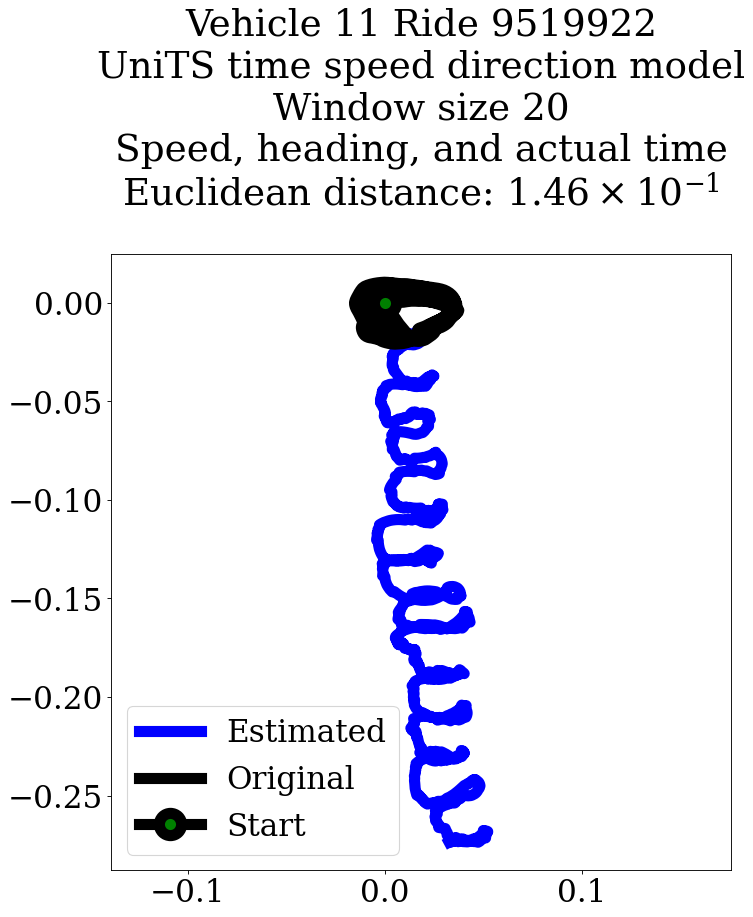 Vehicle 11 Ride 9519922
UniTS time speed direction model
Window size 20
Speed, heading, and actual time
Euclidean distance: 1.46 × 10⁻¹
0.00
−0.05
−0.10
−0.15
−0.20
−0.25
Estimated
Original
Start
−0.1
0.0
0.1